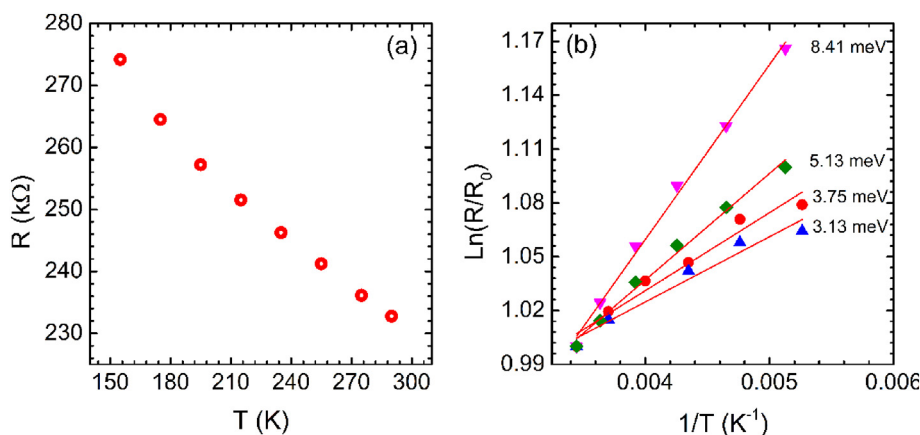 280
270
260
250
240
230
R (kΩ)
(a)
150 180 210 240 270 300
T (K)
1.17
1.14
1.11
1.08
1.05
1.02
0.99
Ln(R/R₀)
(b)
8.41 meV
5.13 meV
3.75 meV
3.13 meV
0.004 0.005 0.006
1/T (K⁻¹)